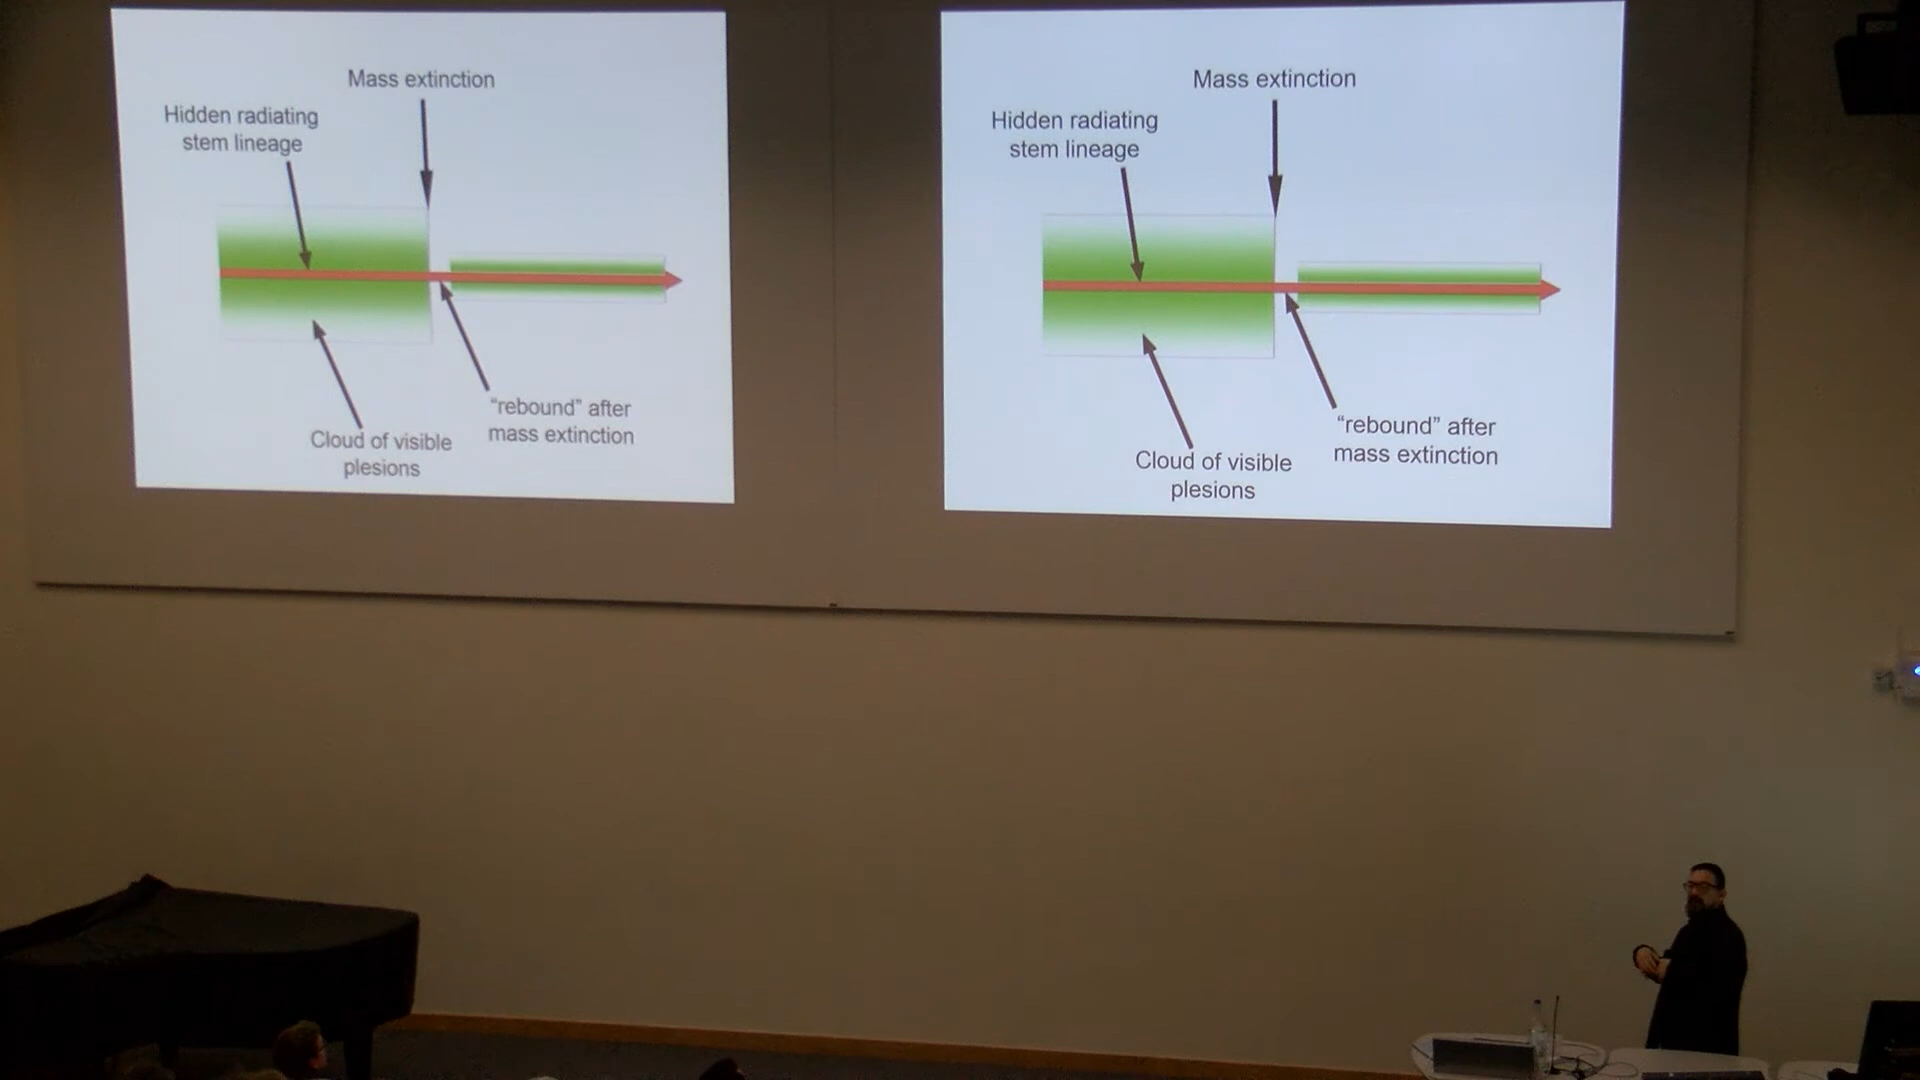 Mass extinction
Hidden radiating
stem lineage
“rebound” after
mass extinction
Cloud of visible
plesions
Mass extinction
Hidden radiating
stem lineage
“rebound” after
mass extinction
Cloud of visible
plesions